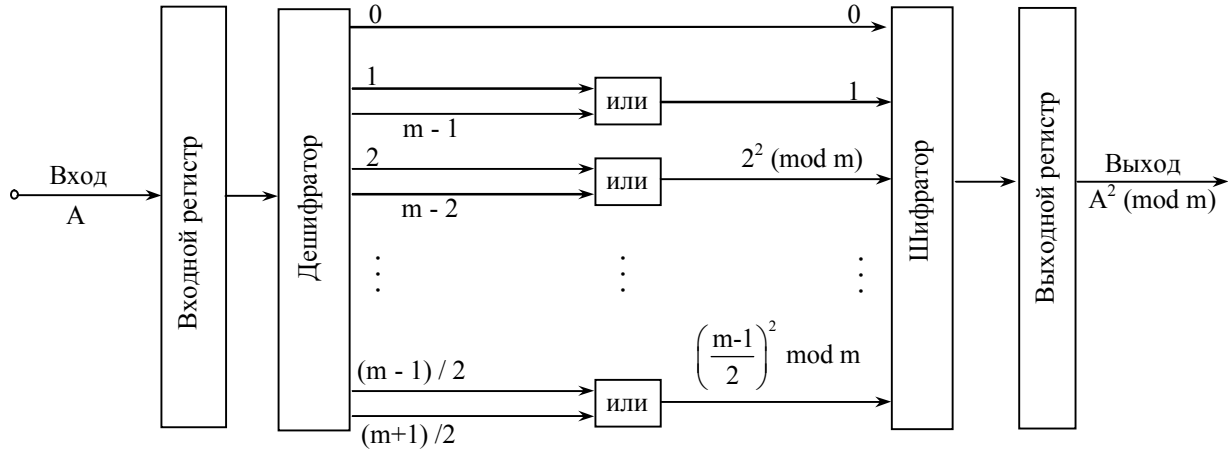 Вход
A
Входной регистр
Дешифратор
0
0
1
m - 1
или
1
2
m - 2
или
2² (mod m)
(m - 1) / 2
(m+1) /2
или
(m-1/2)² mod m
Шифратор
Выходной регистр
Выход
A² (mod m)